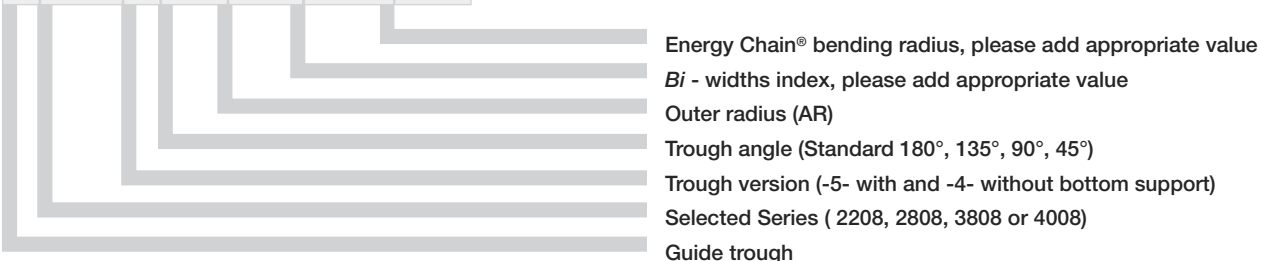 Energy Chain® bending radius, please add appropriate value
Bi - widths index, please add appropriate value
Outer radius (AR)
Trough angle (Standard 180°, 135°, 90°, 45°)
Trough version (-5- with and -4- without bottom support)
Selected Series ( 2208, 2808, 3808 or 4008)
Guide trough